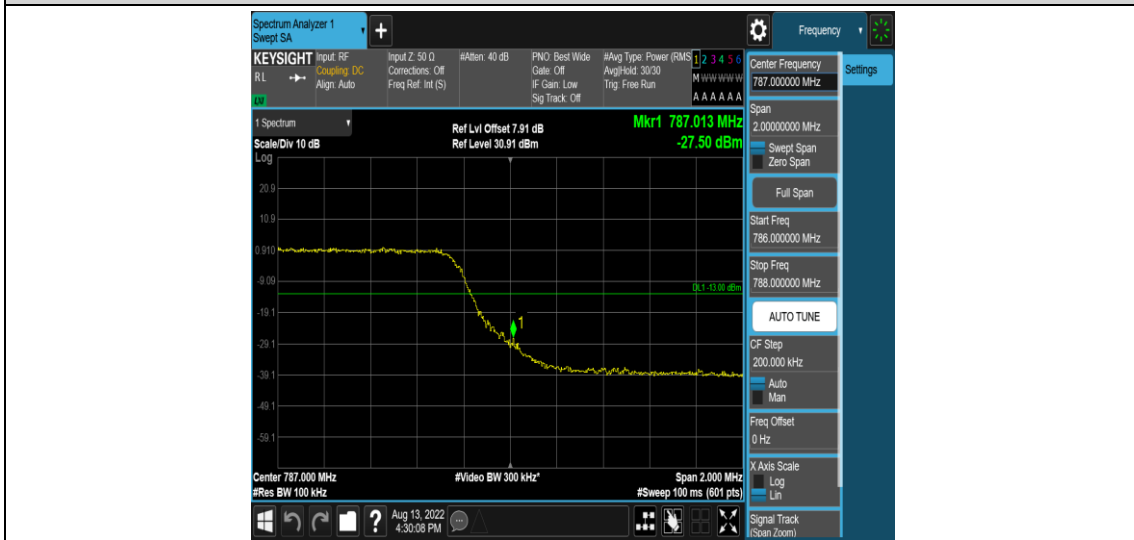 Spectrum Analyzer 1
Swept SA
+
Frequency
KEYSIGHT
RL
LXI
Input: RF
Coupling: DC
Align: Auto
Input Z: 50 Ω
Corrections: Off
Freq Ref: Int (S)
#Atten: 40 dB
PNO: Best Wide
Gate: Off
IF Gain: Low
Sig Track: Off
#Avg Type: Power (RMS
Avg|Hold: 30/30
Trig: Free Run
1 2 3 4 5 6
M W W W W W
A A A A A A
1 Spectrum
Scale/Div 10 dB
Log
Ref Lvl Offset 7.91 dB
Ref Level 30.91 dBm
Mkr1 787.013 MHz
-27.50 dBm
20.9
10.9
0.910
-9.09
-19.1
-29.1
-39.1
-49.1
-59.1
DL1 -13.00 dBm
1
Center 787.000 MHz
#Res BW 100 kHz
#Video BW 300 kHz*
Span 2.000 MHz
#Sweep 100 ms (601 pts)
?
Aug 13, 2022
4:30:08 PM
Center Frequency
787.000000 MHz
Settings
Span
2.00000000 MHz
Swept Span
Zero Span
Full Span
Start Freq
786.000000 MHz
Stop Freq
788.000000 MHz
AUTO TUNE
CF Step
200.000 kHz
Auto
Man
Freq Offset
0 Hz
X Axis Scale
Log
Lin
Signal Track
(Span Zoom)